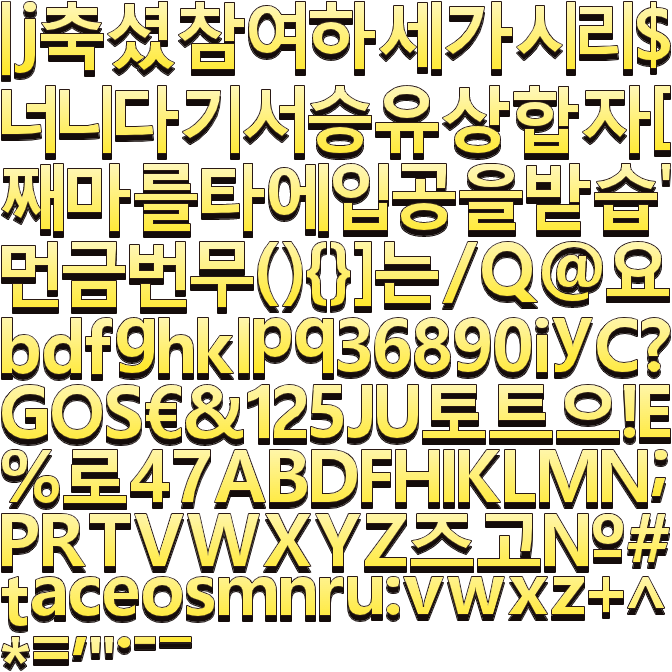 |j축셨참여하세가시리$
너니다기서승유상합자[
째마를타에입공을받습'
먼금번무(){}]는/Q@요
bdfghklpq36890iyC?
GOS€&125JU토트으!E
%로47ABDFHIKLMN;
PRTVWXYZ즈고Nº#
taceosmnru:vwxz+^
*="'"·--